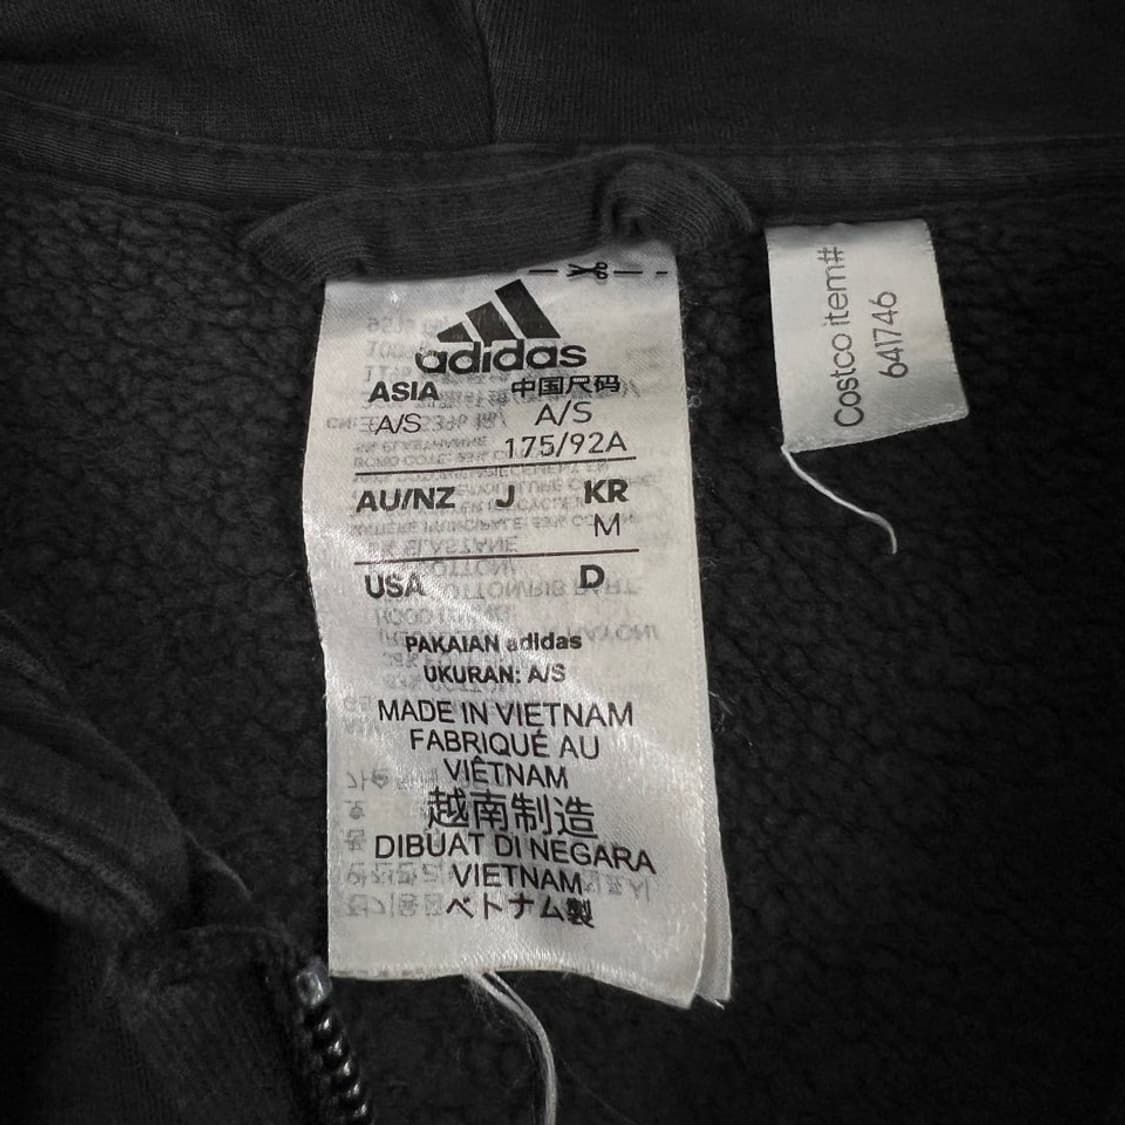 adidas
ASIA 中国尺码
A/S A/S
175/92A
AU/NZ J KR
M
USA D
PAKAIAN adidas
UKURAN: A/S
MADE IN VIETNAM
FABRIQUÉ AU
VIÊTNAM
越南制造
DIBUAT DI NEGARA
VIETNAM
ベトナム製
Costco item#
641746